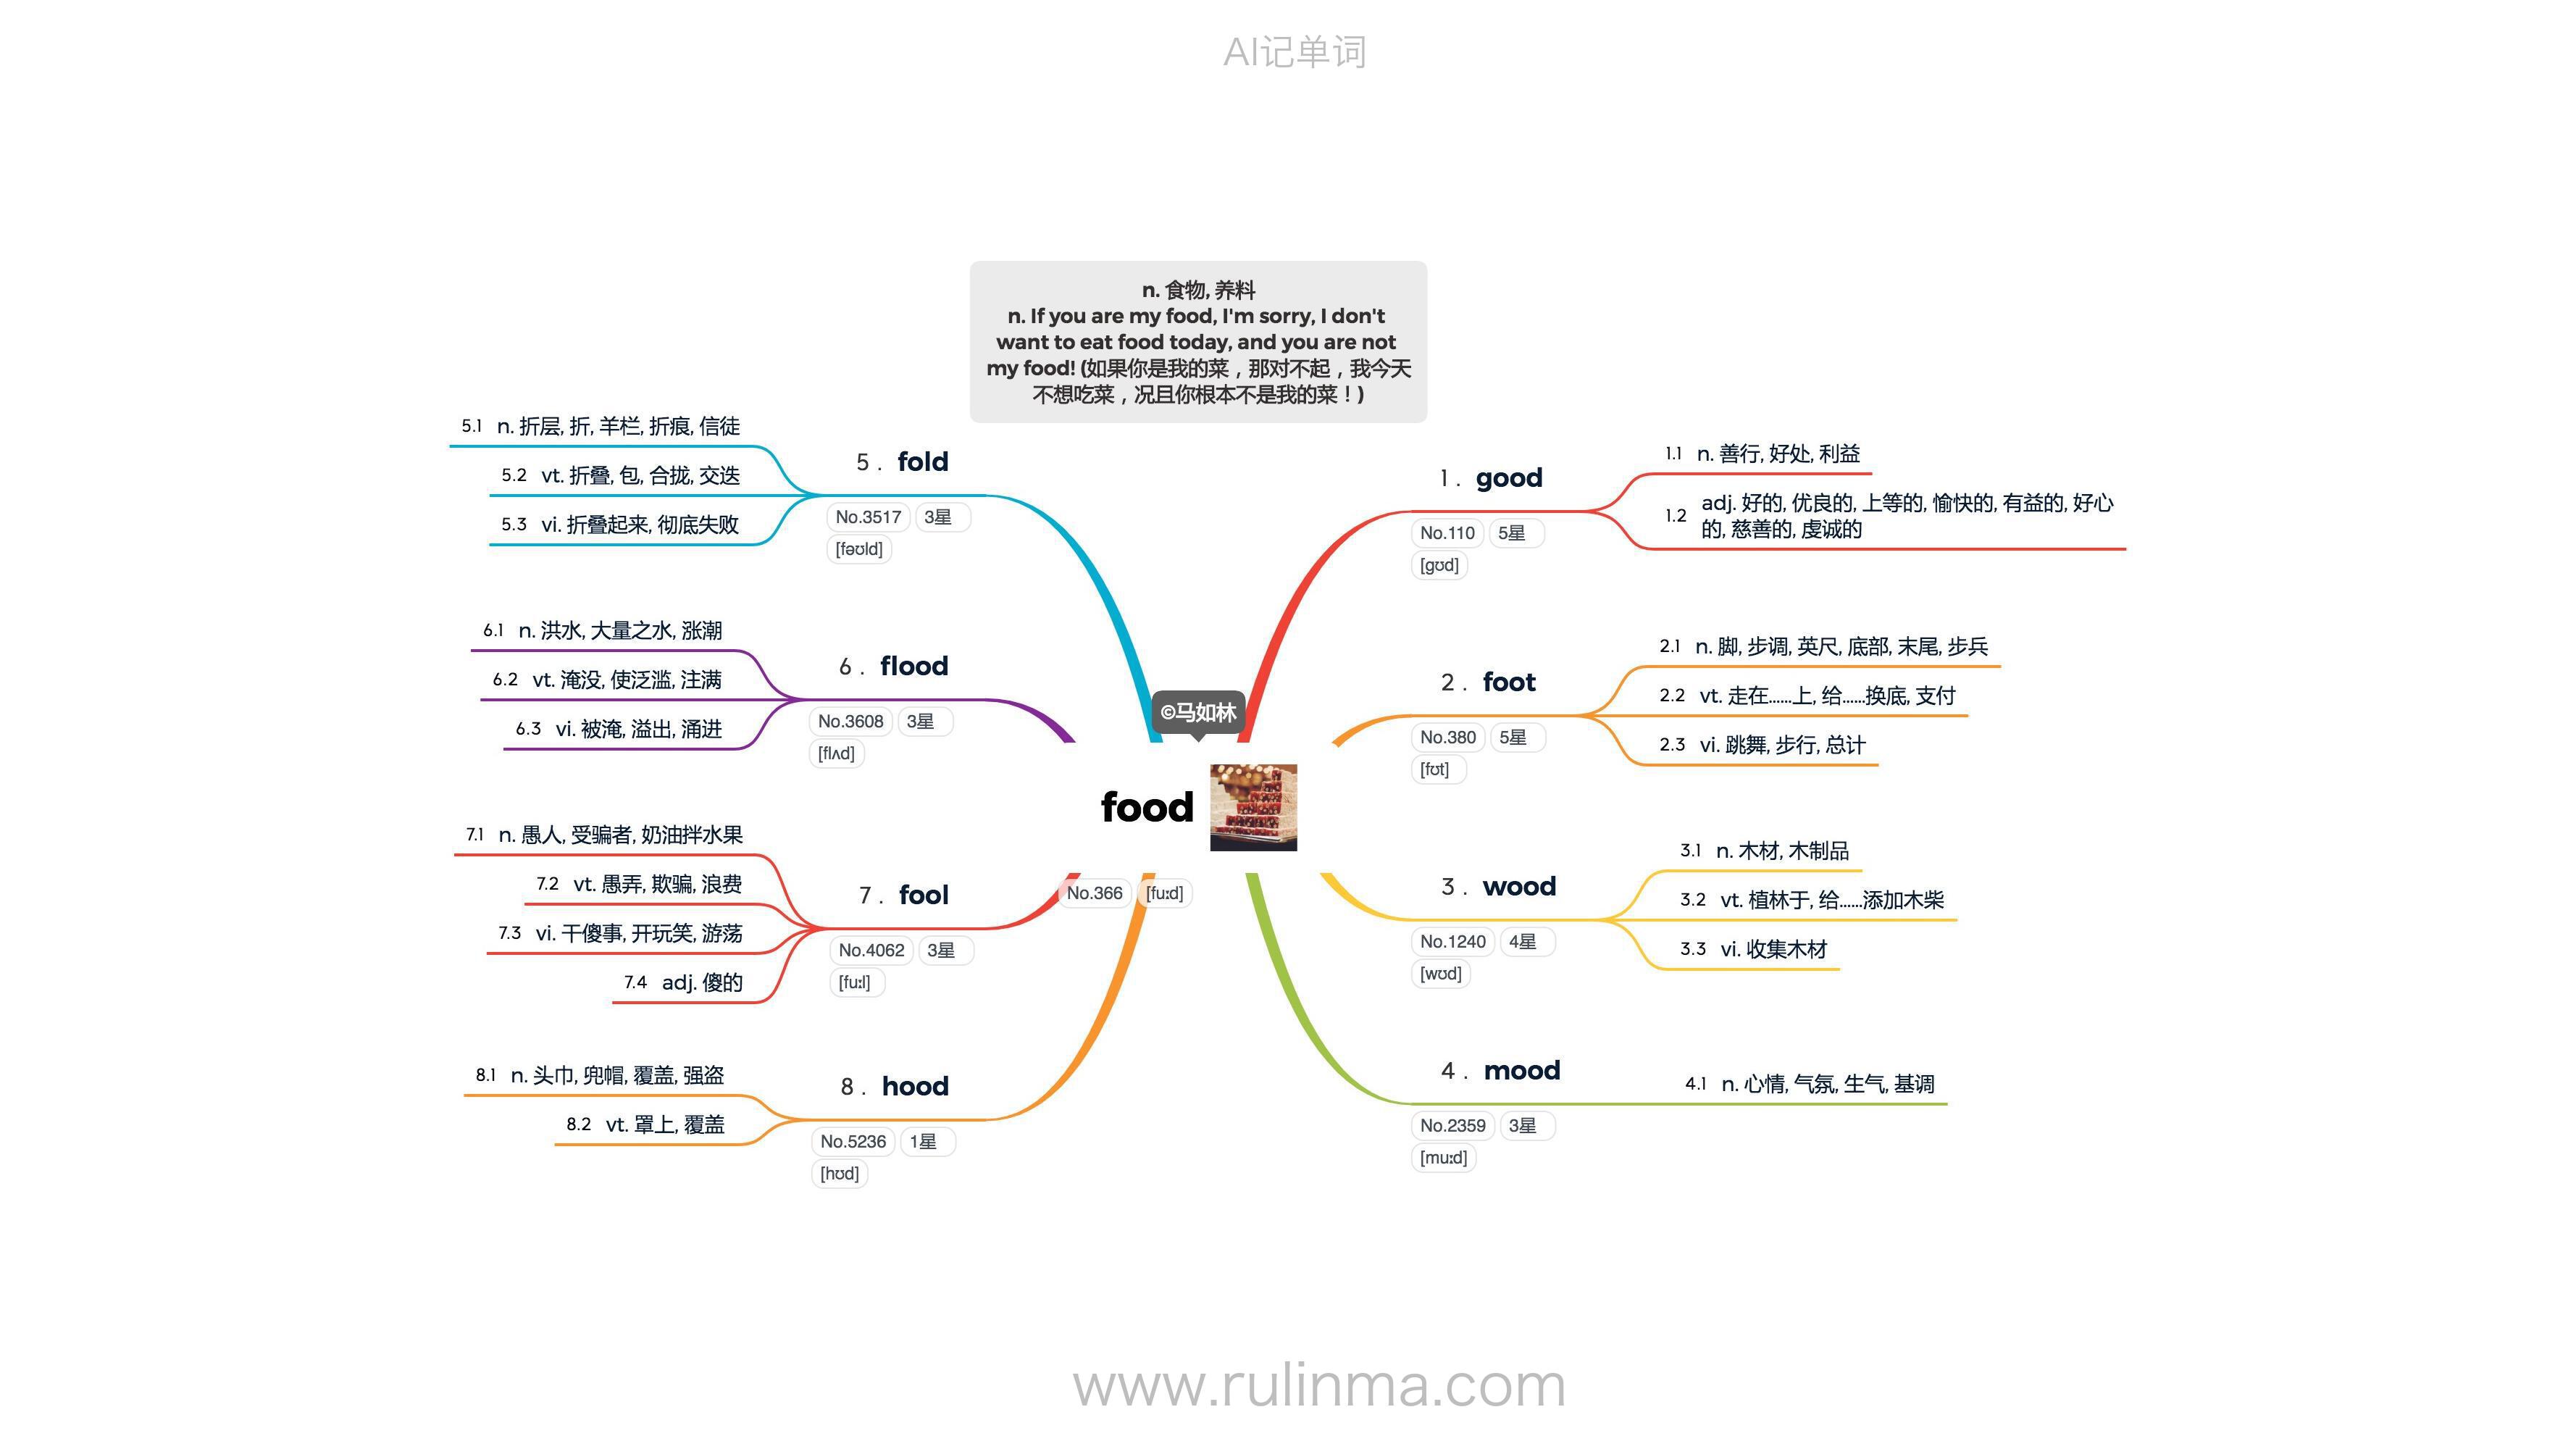 AI记单词
n. 食物, 养料
n. If you are my food, I'm sorry, I don't
want to eat food today, and you are not
my food! (如果你是我的菜，那对不起，我今天
不想吃菜，况且你根本不是我的菜！)
©马如林
food
No.366 [fuːd]
1. good
No.110 5星
[gʊd]
1.1 n. 善行, 好处, 利益
1.2 adj. 好的, 优良的, 上等的, 愉快的, 有益的, 好心
的, 慈善的, 虔诚的
2. foot
No.380 5星
[fʊt]
2.1 n. 脚, 步调, 英尺, 底部, 末尾, 步兵
2.2 vt. 走在......上, 给......换底, 支付
2.3 vi. 跳舞, 步行, 总计
3. wood
No.1240 4星
[wʊd]
3.1 n. 木材, 木制品
3.2 vt. 植林于, 给......添加木柴
3.3 vi. 收集木材
4. mood
No.2359 3星
[muːd]
4.1 n. 心情, 气氛, 生气, 基调
5. fold
No.3517 3星
[fəʊld]
5.1 n. 折层, 折, 羊栏, 折痕, 信徒
5.2 vt. 折叠, 包, 合拢, 交迭
5.3 vi. 折叠起来, 彻底失败
6. flood
No.3608 3星
[flʌd]
6.1 n. 洪水, 大量之水, 涨潮
6.2 vt. 淹没, 使泛滥, 注满
6.3 vi. 被淹, 溢出, 涌进
7. fool
No.4062 3星
[fuːl]
7.1 n. 愚人, 受骗者, 奶油拌水果
7.2 vt. 愚弄, 欺骗, 浪费
7.3 vi. 干傻事, 开玩笑, 游荡
7.4 adj. 傻的
8. hood
No.5236 1星
[hʊd]
8.1 n. 头巾, 兜帽, 覆盖, 强盗
8.2 vt. 罩上, 覆盖
www.rulinma.com